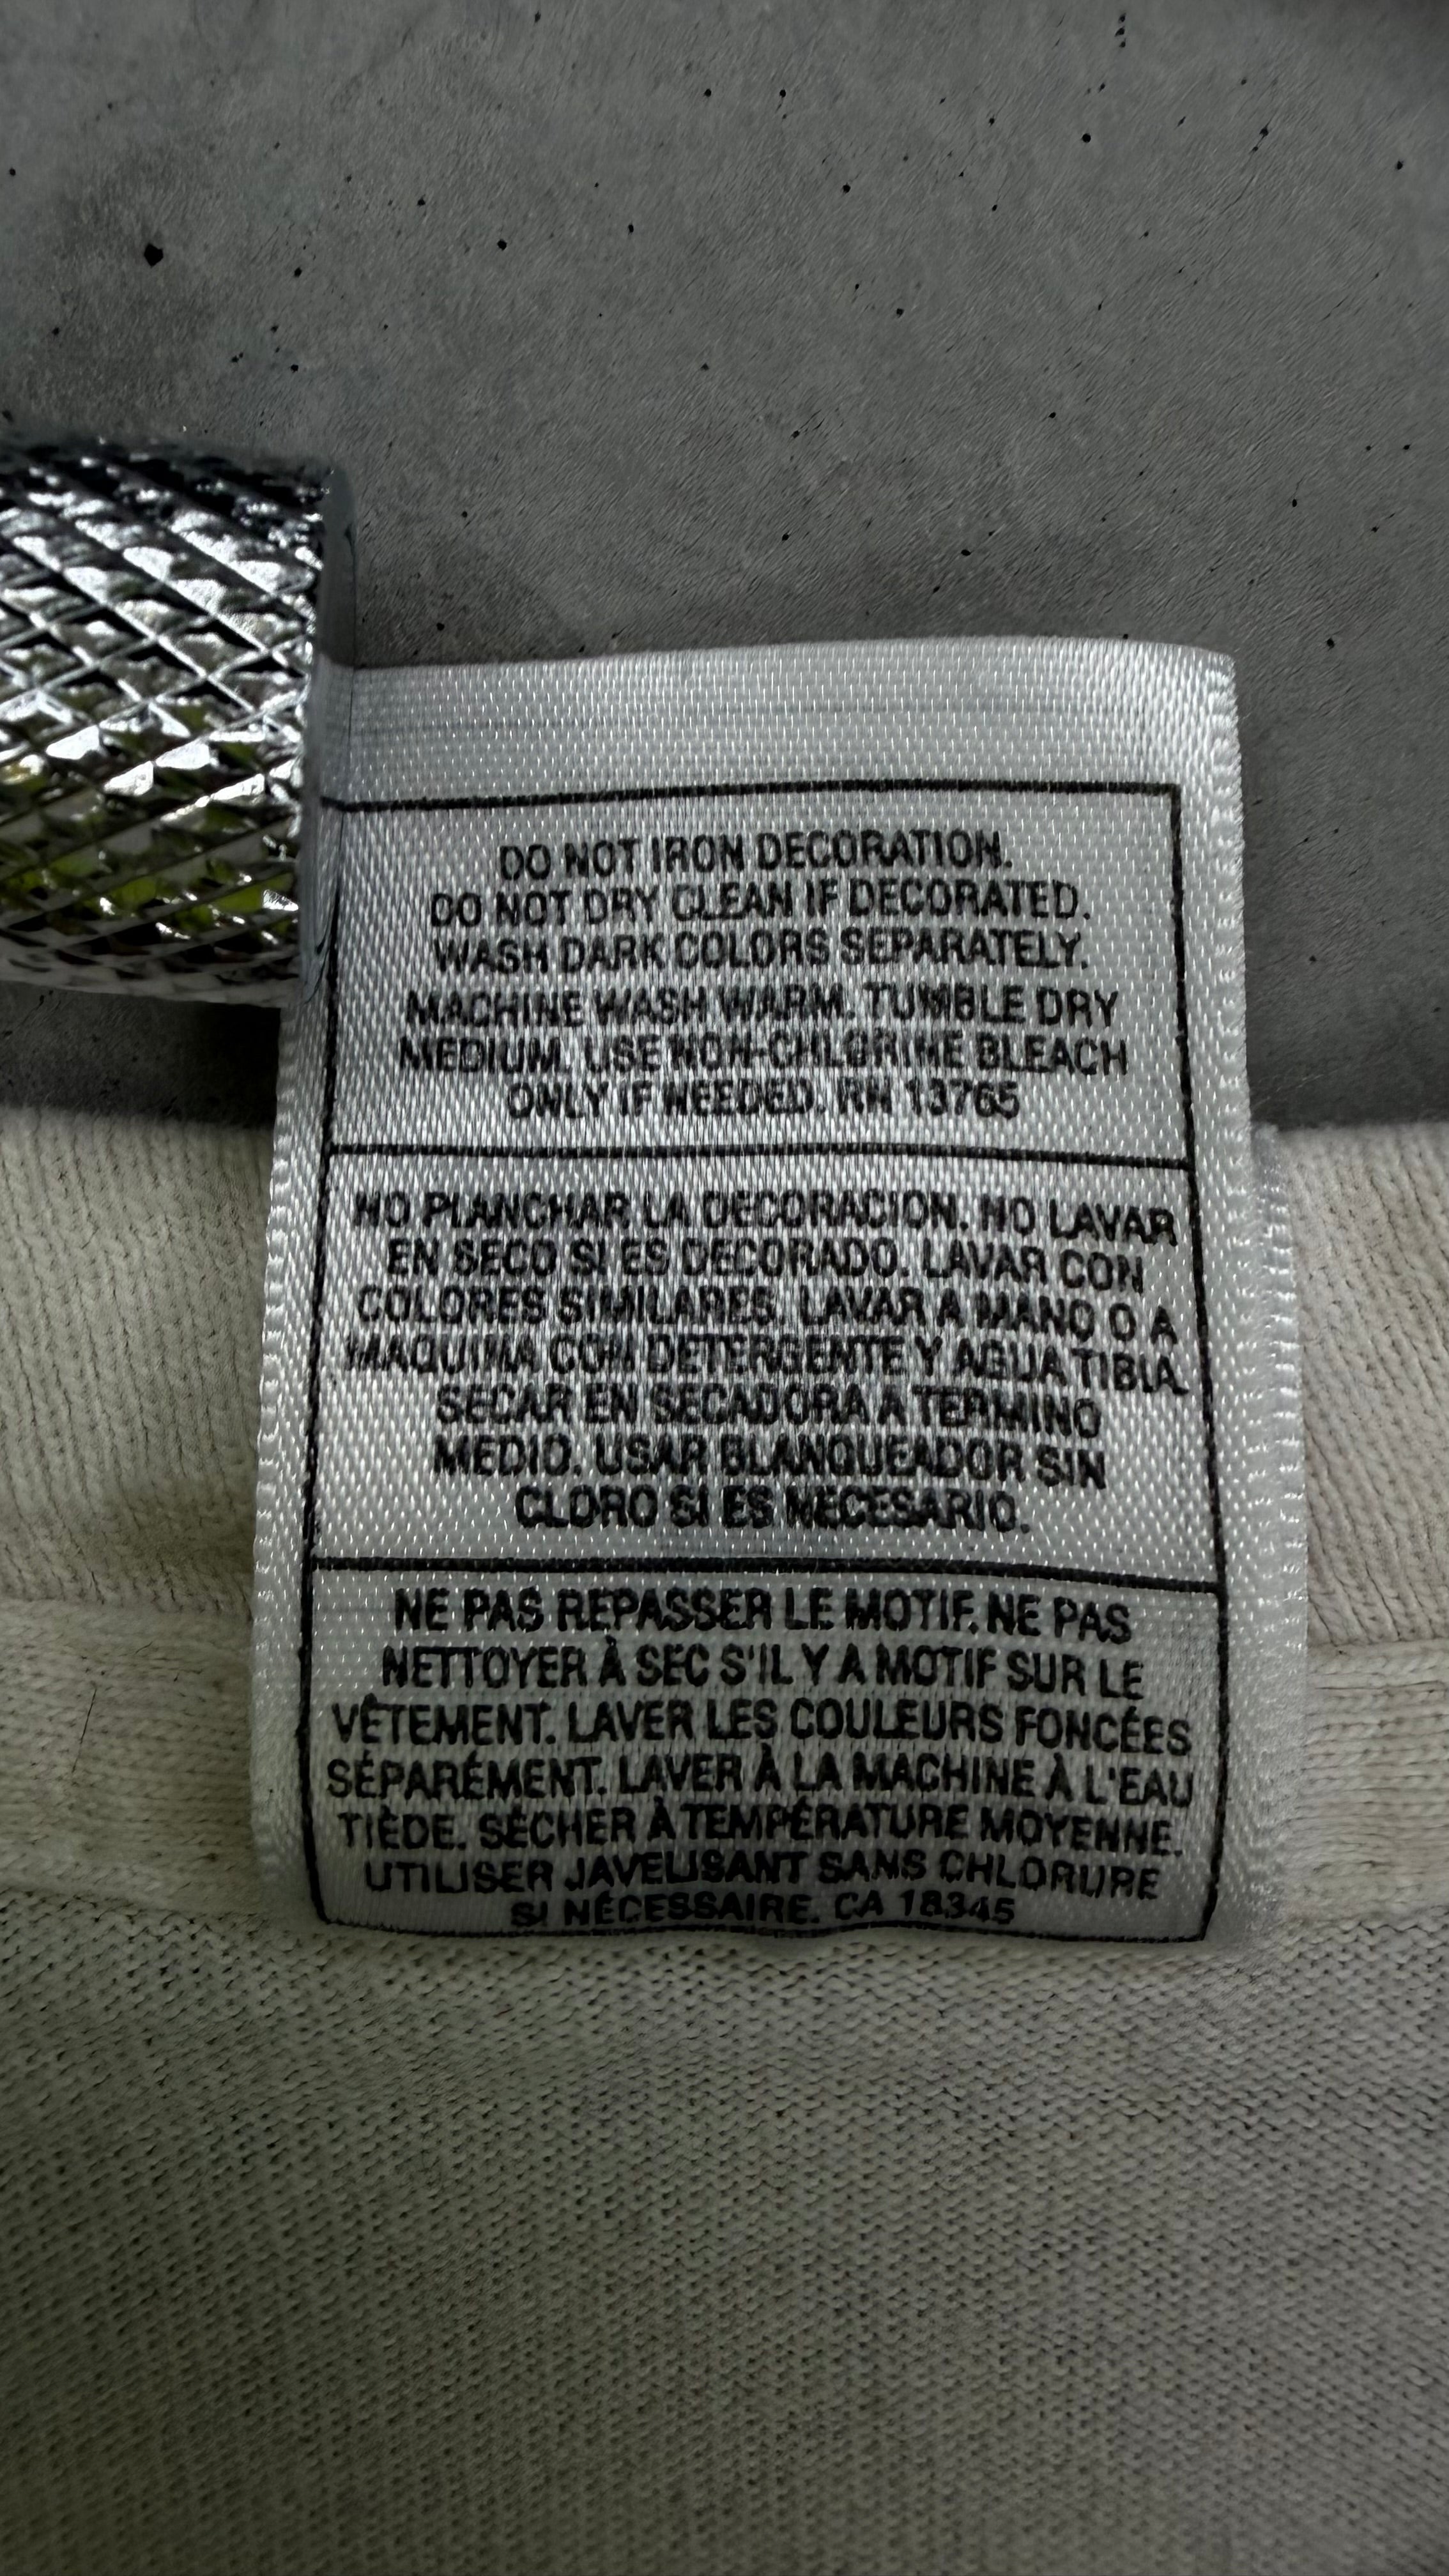 DO NOT IRON DECORATION.
DO NOT DRY CLEAN IF DECORATED.
WASH DARK COLORS SEPARATELY.
MACHINE WASH WARM. TUMBLE DRY
MEDIUM. USE NON-CHLORINE BLEACH
ONLY IF NEEDED. RN 13765
NO PLANCHAR LA DECORACION. NO LAVAR
EN SECO SI ES DECORADO. LAVAR CON
COLORES SIMILARES. LAVAR A MANO O A
MAQUINA CON DETERGENTE Y AGUA TIBIA.
SECAR EN SECADORA A TERMINO
MEDIO. USAR BLANQUEADOR SIN
CLORO SI ES NECESARIO.
NE PAS REPASSER LE MOTIF. NE PAS
NETTOYER À SEC S'IL Y A MOTIF SUR LE
VÊTEMENT. LAVER LES COULEURS FONCÉES
SÉPARÉMENT. LAVER À LA MACHINE À L'EAU
TIÈDE. SÉCHER À TEMPÉRATURE MOYENNE.
UTILISER JAVELISANT SANS CHLORURE
SI NÉCESSAIRE. CA 18345